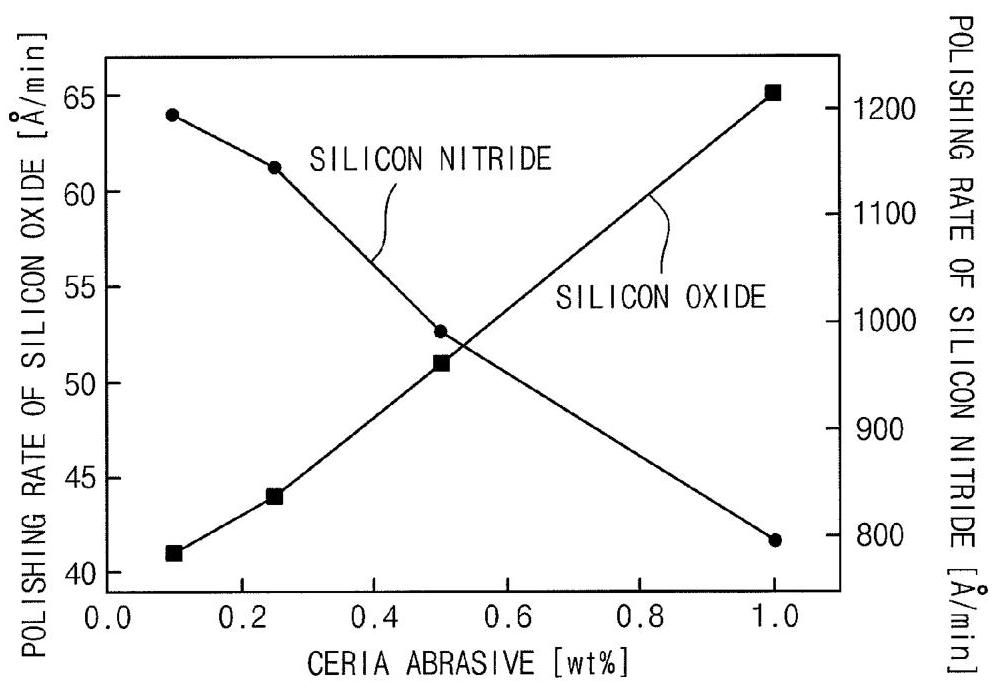 POLISHING RATE OF SILICON OXIDE [Å/min]
65
60
55
50
45
40
SILICON NITRIDE
SILICON OXIDE
1200
1100
1000
900
800
POLISHING RATE OF SILICON NITRIDE [Å/min]
0.0 0.2 0.4 0.6 0.8 1.0
CERIA ABRASIVE [wt%]